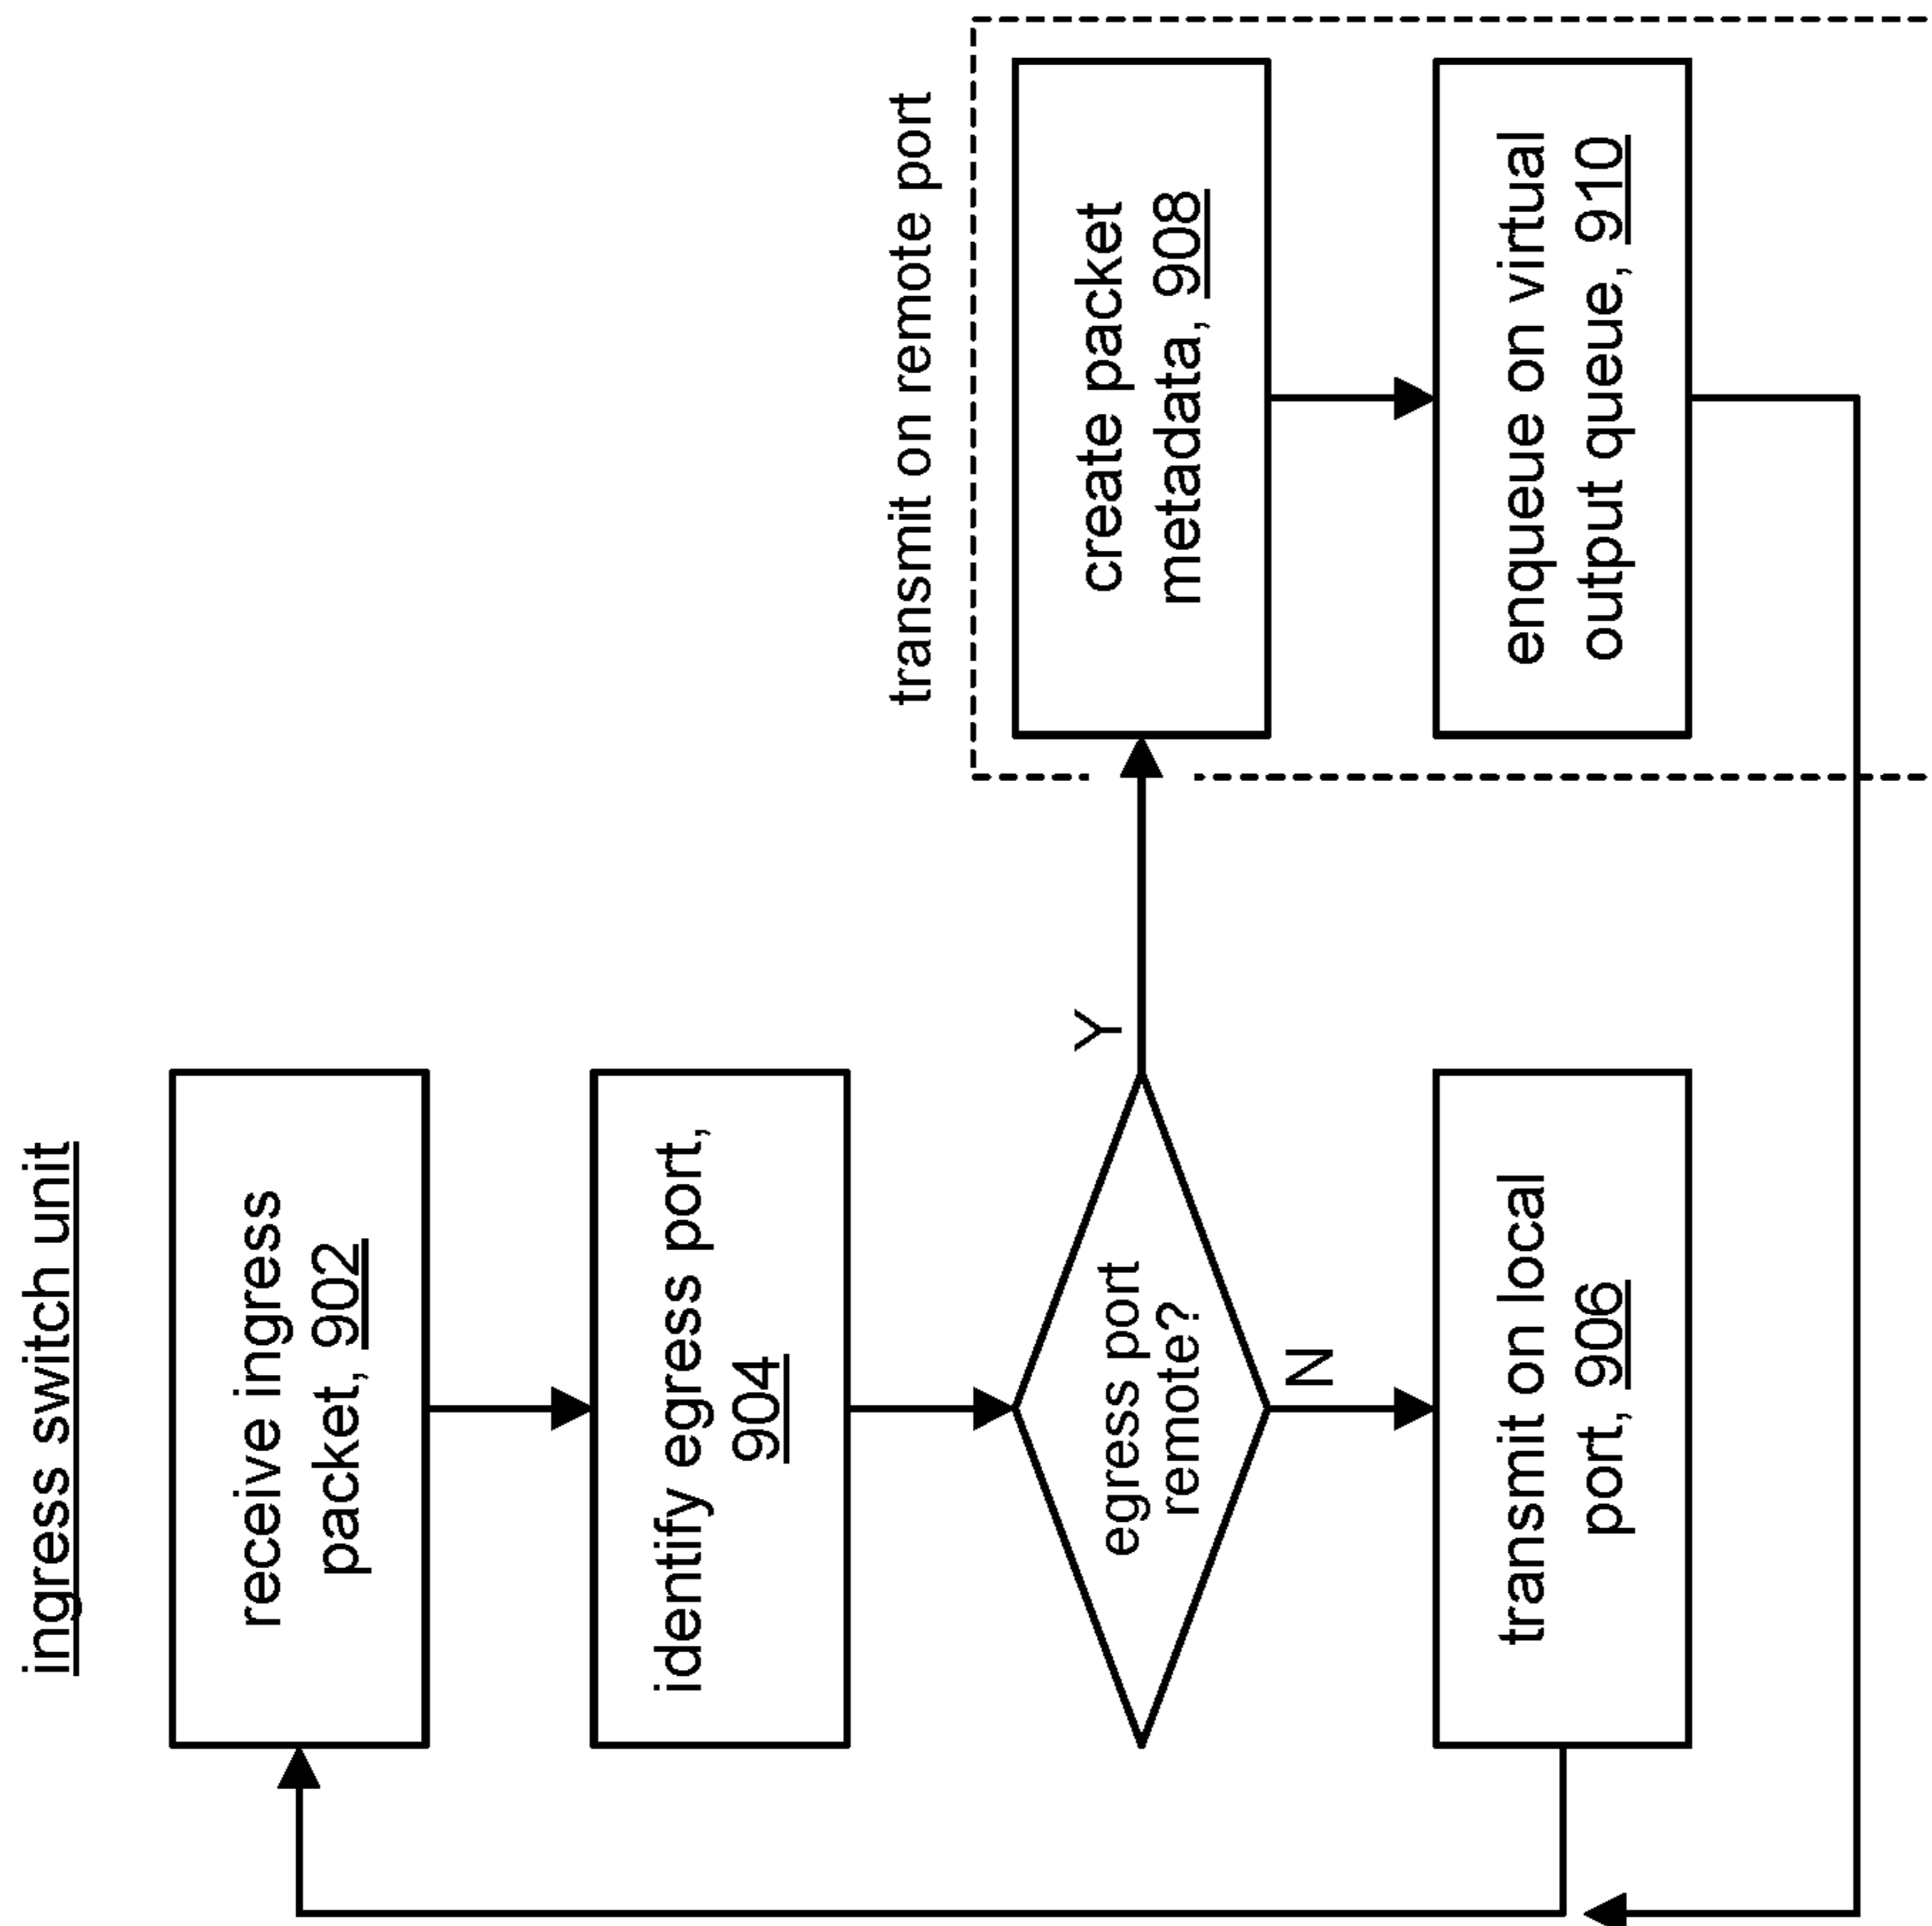 ingress switch unit
receive ingress
packet, 902
identify egress port,
904
egress port
remote?
Y
N
transmit on local
port, 906
transmit on remote port
create packet
metadata, 908
enqueue on virtual
output queue, 910